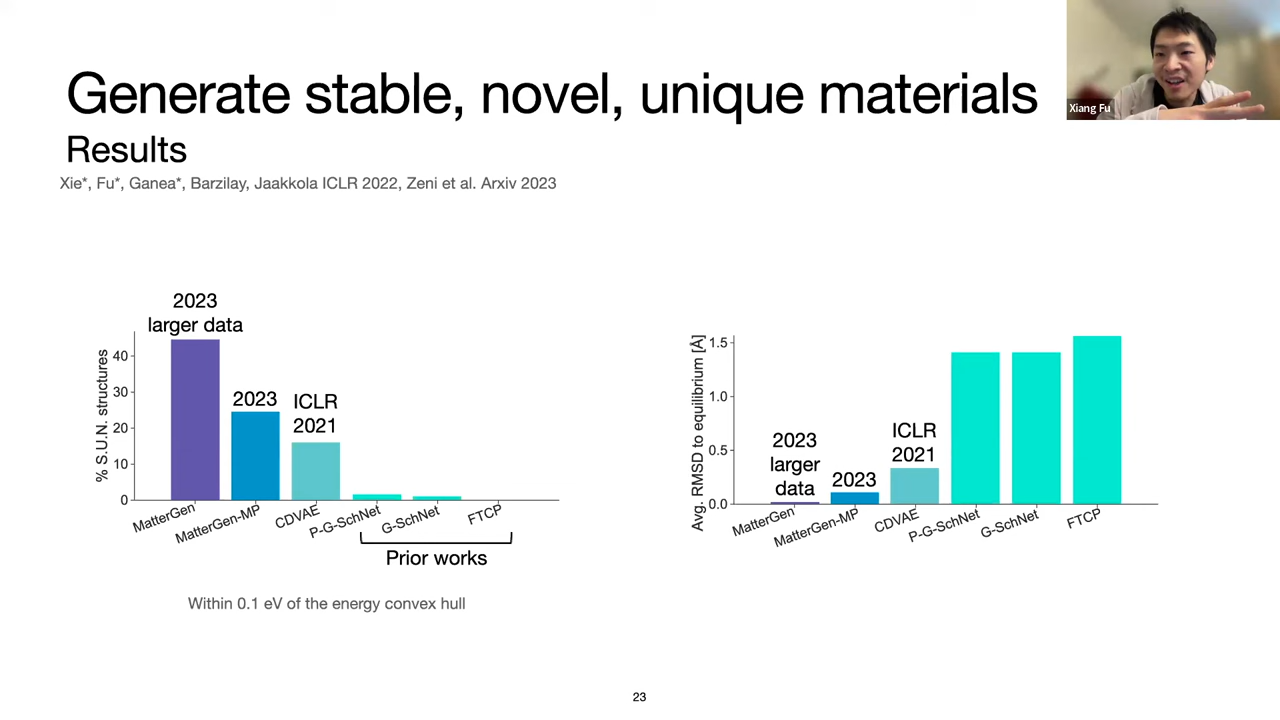 Generate stable, novel, unique materials
Xiang Fu
Results
Xie*, Fu*, Ganea*, Barzilay, Jaakkola ICLR 2022, Zeni et al. Arxiv 2023
% S.U.N. structures
40
30
20
10
0
2023
larger data
2023
ICLR
2021
MatterGen
MatterGen-MP
CDVAE
P-G-SchNet
G-SchNet
FTCP
Prior works
Within 0.1 eV of the energy convex hull
Avg. RMSD to equilibrium [Å]
1.5
1.0
0.5
0.0
2023
larger
data
2023
ICLR
2021
MatterGen
MatterGen-MP
CDVAE
P-G-SchNet
G-SchNet
FTCP
23